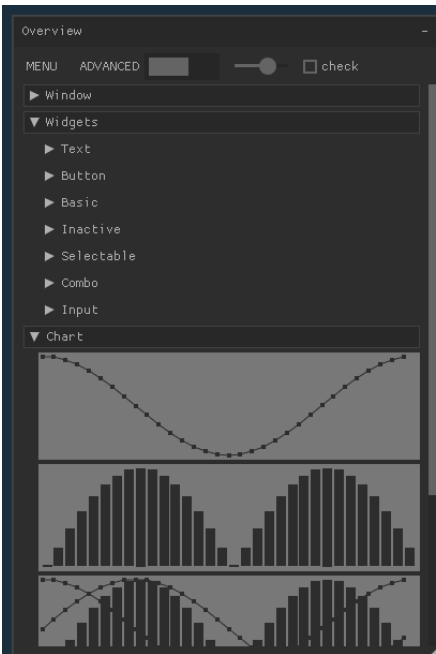 Overview
MENU ADVANCED check
Window
Widgets
Text
Button
Basic
Inactive
Selectable
Combo
Input
Chart